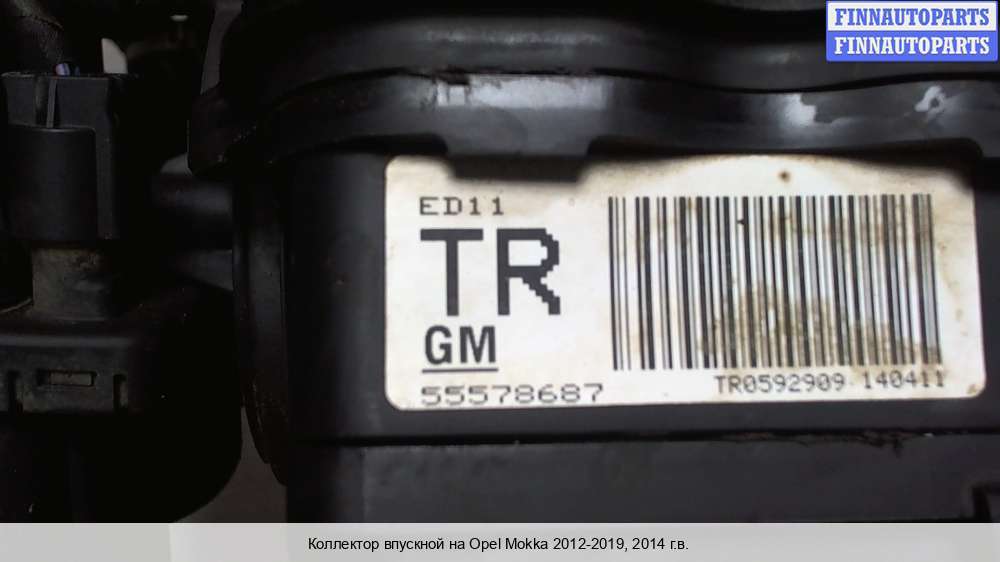 FINNAUTOPARTS
FINNAUTOPARTS
ED11
TR
GM
55578687
TR0592909 140411
Коллектор впускной на Opel Mokka 2012-2019, 2014 г.в.